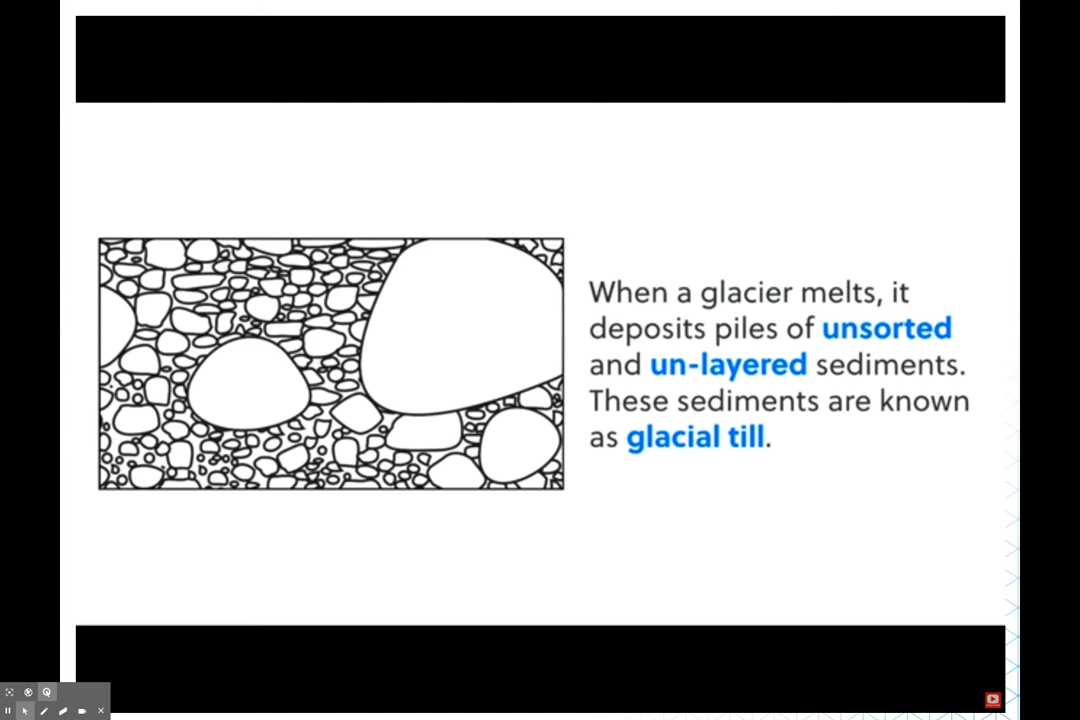 When a glacier melts, it
deposits piles of unsorted
and un-layered sediments.
These sediments are known
as glacial till.